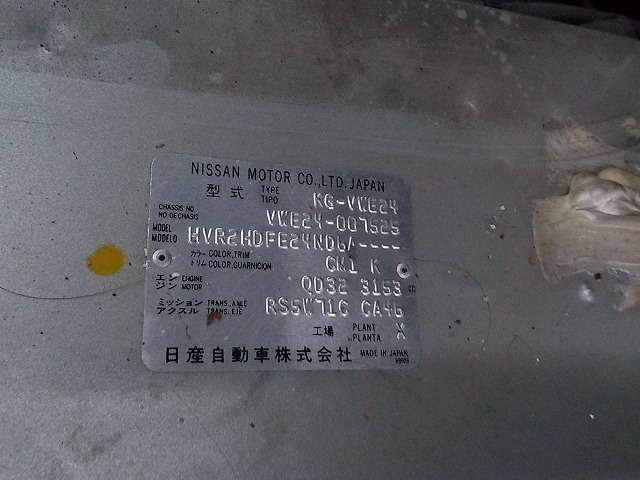 NISSAN MOTOR CO.,LTD.JAPAN
型式 TYPE TIPO KG-VWE24
CHASSIS NO. NO DE CHASIS VWE24-007525
MODEL MODELO HVR2HDFE24ND6A----
カラー トリム COLOR,TRIM COLOR,GUARNICION CM1 K
エンジン ENGINE MOTOR QD32 3153 CC
ミッション アクスル TRANS.,AXLE TRANS.,EJE RS5W71C CA46
工場 PLANT PLANTA X
日産自動車株式会社 MADE IN JAPAN